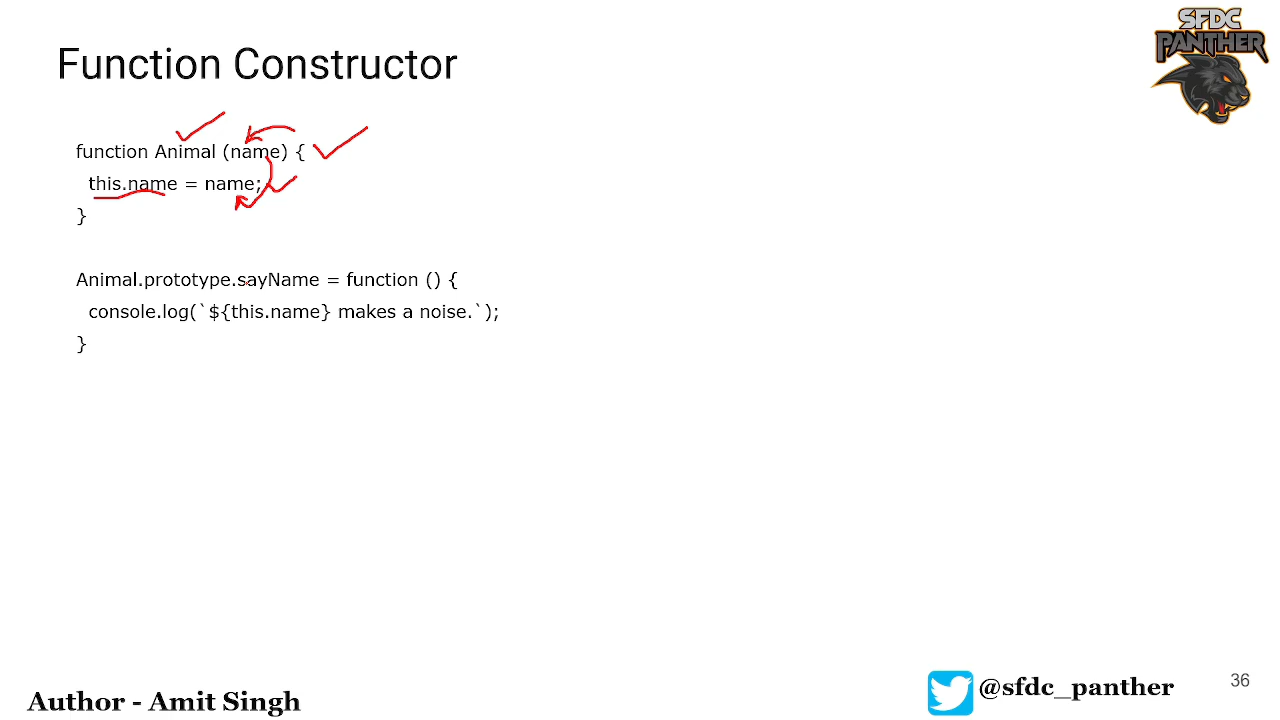 SFDC
PANTHER
Function Constructor
function Animal (name) {
this.name = name;
}
Animal.prototype.sayName = function () {
console.log(`${this.name} makes a noise.`);
}
Author - Amit Singh
@sfdc_panther
36